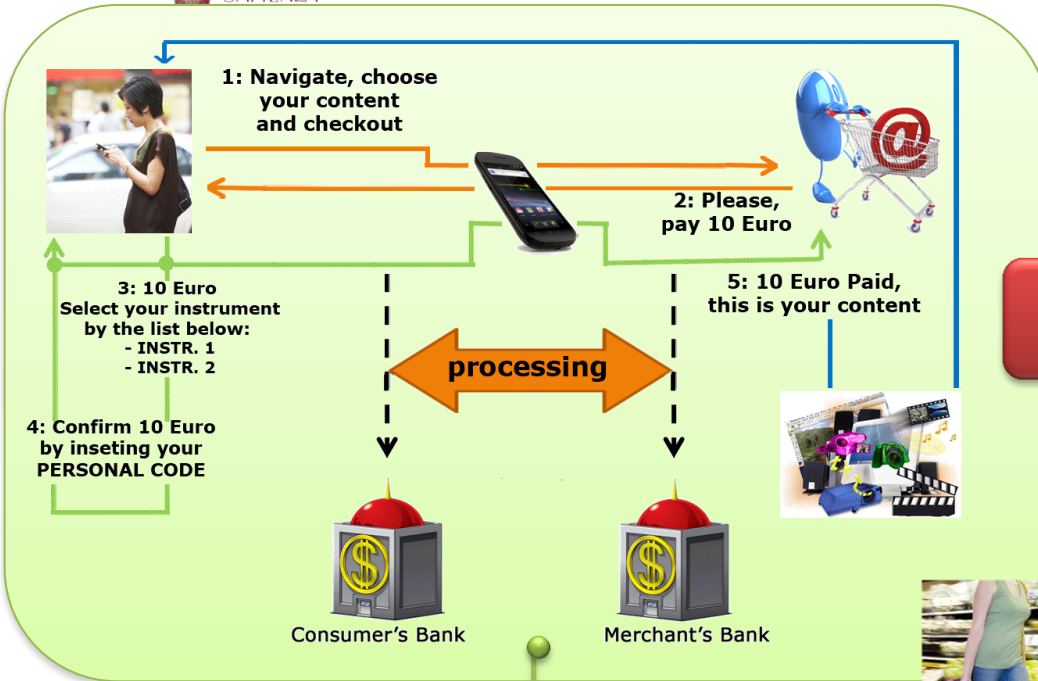 1: Navigate, choose
your content
and checkout
2: Please,
pay 10 Euro
3: 10 Euro
Select your instrument
by the list below:
- INSTR. 1
- INSTR. 2
4: Confirm 10 Euro
by inseting your
PERSONAL CODE
5: 10 Euro Paid,
this is your content
processing
Consumer's Bank
Merchant's Bank